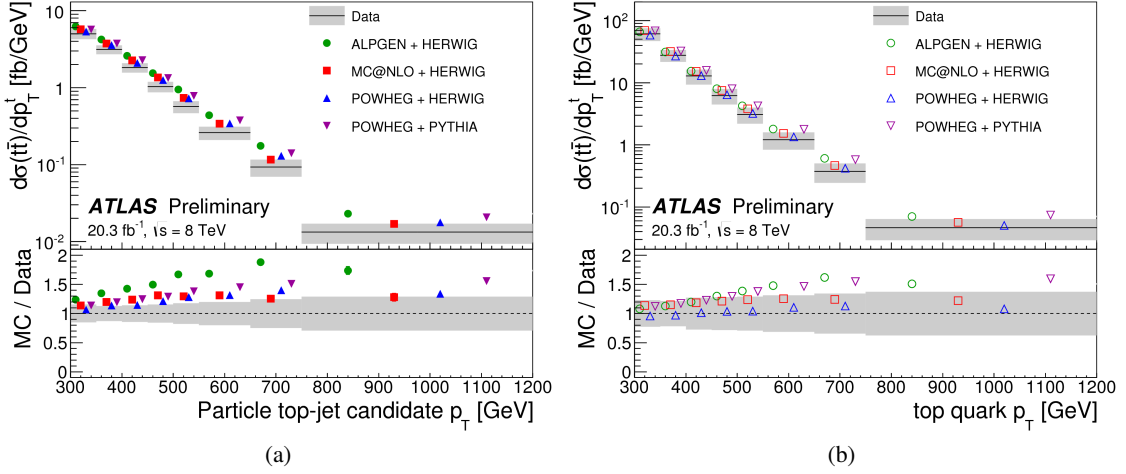 dσ(tt̄)/dp_T^t [fb/GeV]
10
1
10⁻¹
10⁻²
Data
ALPGEN + HERWIG
MC@NLO + HERWIG
POWHEG + HERWIG
POWHEG + PYTHIA
ATLAS Preliminary
20.3 fb⁻¹, √s = 8 TeV
MC / Data
2
1.5
1
0.5
0
300 400 500 600 700 800 900 1000 1100 1200
Particle top-jet candidate p_T [GeV]
(a)
dσ(tt̄)/dp_T^t [fb/GeV]
10²
10
1
10⁻¹
Data
ALPGEN + HERWIG
MC@NLO + HERWIG
POWHEG + HERWIG
POWHEG + PYTHIA
ATLAS Preliminary
20.3 fb⁻¹, √s = 8 TeV
MC / Data
2
1.5
1
0.5
0
300 400 500 600 700 800 900 1000 1100 1200
top quark p_T [GeV]
(b)